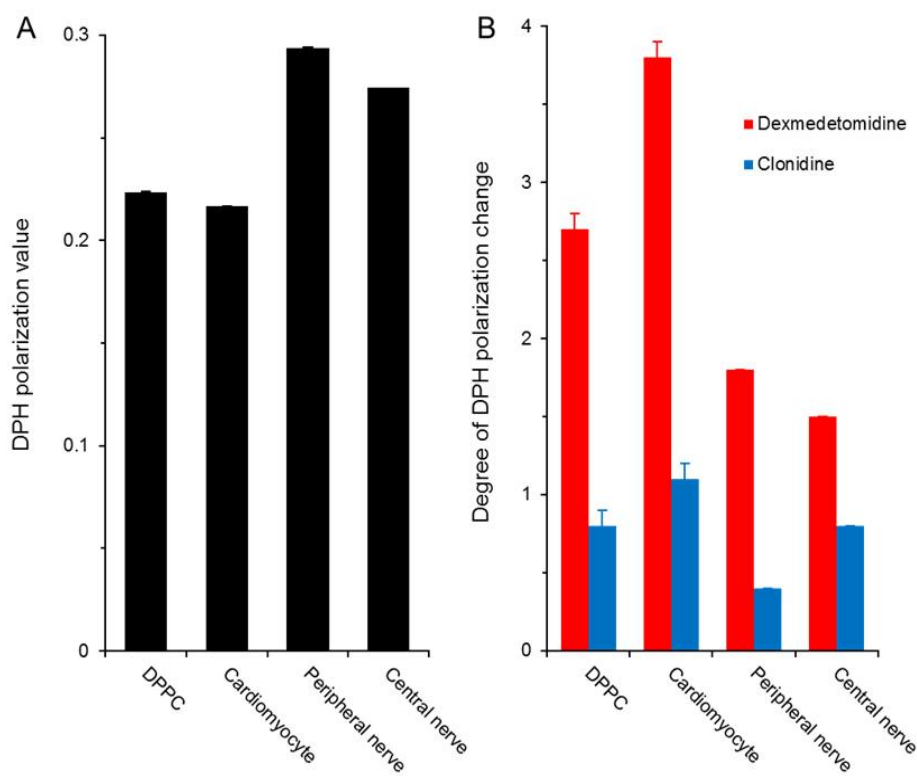 A
DPH polarization value
0.3
0.2
0.1
0
DPPC
Cardiomyocyte
Peripheral nerve
Central nerve
B
Degree of DPH polarization change
4
3
2
1
0
Dexmedetomidine
Clonidine
DPPC
Cardiomyocyte
Peripheral nerve
Central nerve